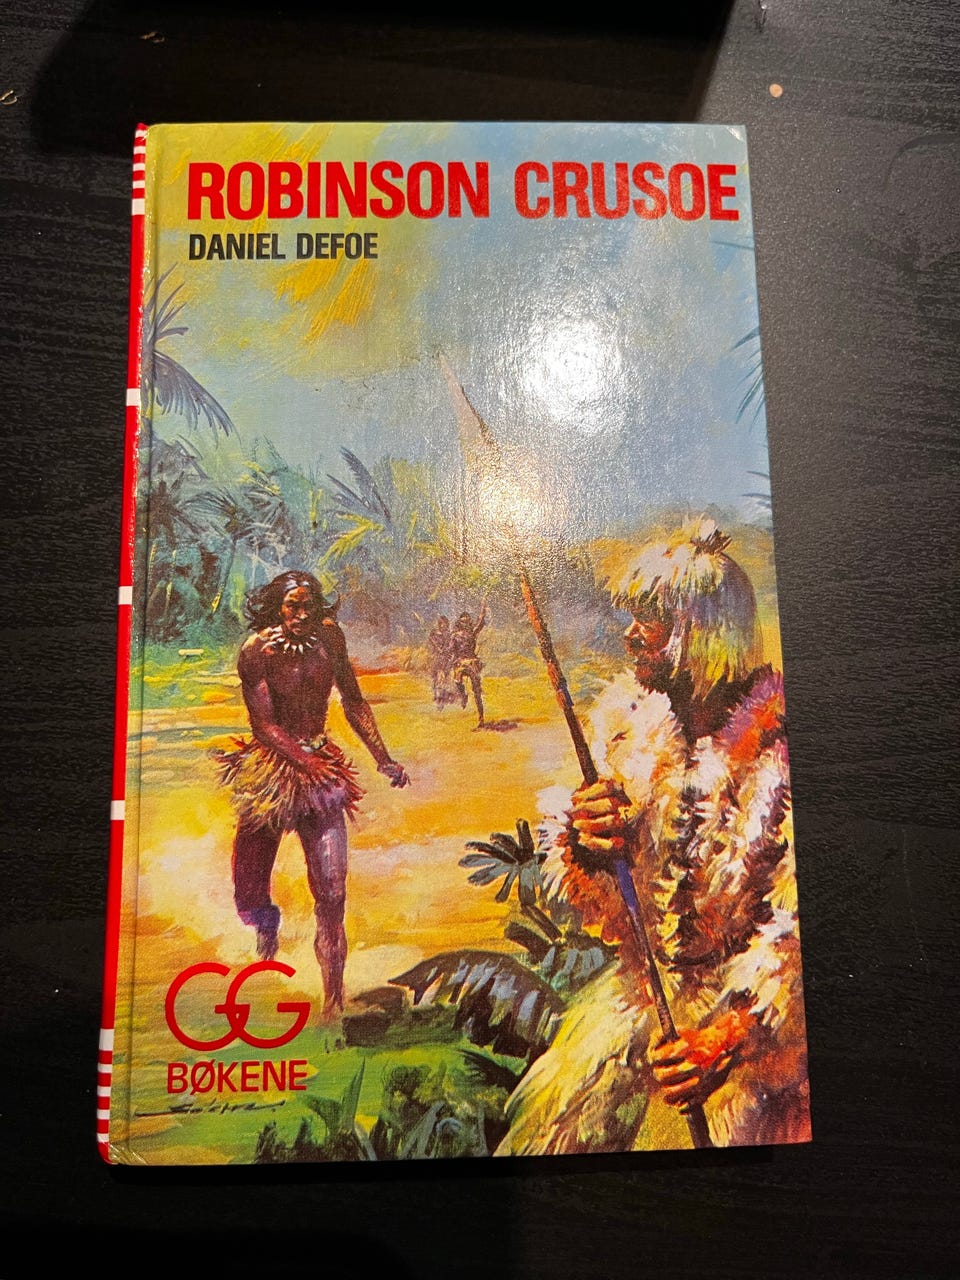 ROBINSON CRUSOE
DANIEL DEFOE
GG
BØKENE